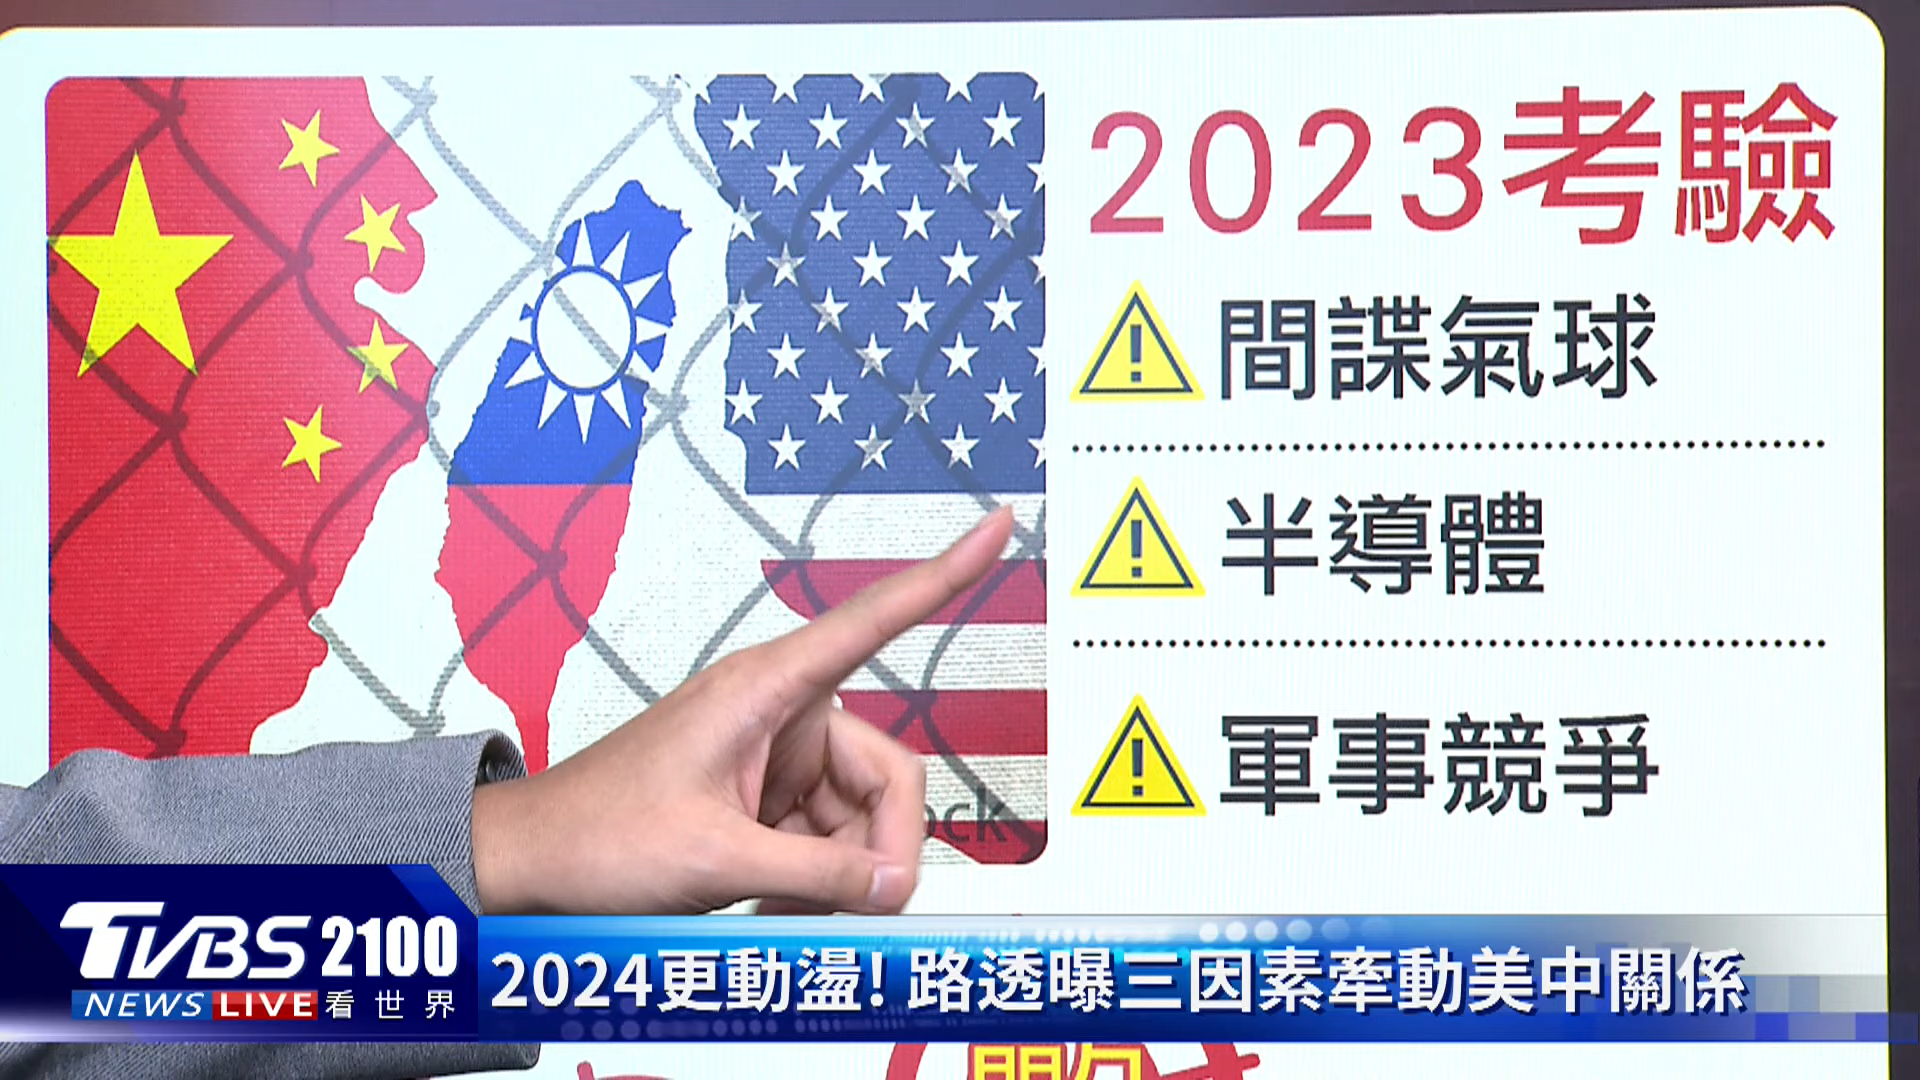 2023考驗
間諜氣球
半導體
軍事競爭
ock
TVBS 2100
NEWS LIVE 看世界
2024更動盪! 路透曝三因素牽動美中關係